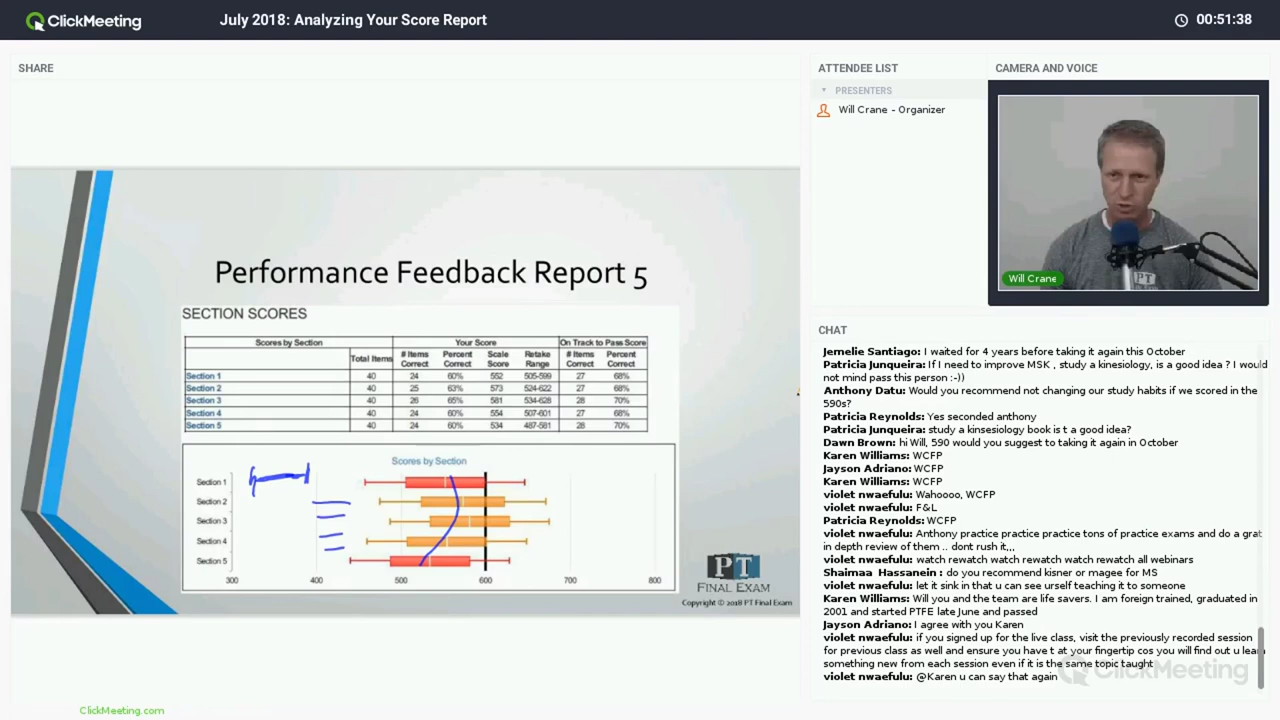 ClickMeeting
July 2018: Analyzing Your Score Report
00:51:38
SHARE
ATTENDEE LIST
PRESENTERS
Will Crane - Organizer
CAMERA AND VOICE
PT
Will Crane
Performance Feedback Report 5
SECTION SCORES
Scores by Section Your Score On Track to Pass Score
Total Items # Items Correct Percent Correct Scale Score Retake Range # Items Correct Percent Correct
Section 1 40 24 60% 552 505-599 27 68%
Section 2 40 25 63% 573 524-622 27 68%
Section 3 40 26 65% 581 534-628 28 70%
Section 4 40 24 60% 554 507-601 27 68%
Section 5 40 24 60% 534 487-581 28 70%
Scores by Section
Section 1
Section 2
Section 3
Section 4
Section 5
300 400 500 600 700 800
PT
FINAL EXAM
Copyright © 2018 PT Final Exam
CHAT
Jemelie Santiago: I waited for 4 years before taking it again this October
Patricia Junqueira: If I need to improve MSK , study a kinesiology, is a good idea ? I would
not mind pass this person :-))
Anthony Datu: Would you recommend not changing our study habits if we scored in the
590s?
Patricia Reynolds: Yes seconded anthony
Patricia Junqueira: study a kinsesiology book is t a good idea?
Dawn Brown: hi Will, 590 would you suggest to taking it again in October
Karen Williams: WCFP
Jayson Adriano: WCFP
Karen Williams: WCFP
violet nwaefulu: Wahoooo, WCFP
violet nwaefulu: F&L
Patricia Reynolds: WCFP
violet nwaefulu: Anthony practice practice practice tons of practice exams and do a grat
in depth review of them .. dont rush it,,,
violet nwaefulu: watch rewatch rewatch rewatch rewatch all webinars
Shaimaa Hassanein : do you recommend kisner or magee for MS
violet nwaefulu: let it sink in that u can see urself teaching it to someone
Karen Williams: Will you and the team are life savers. I am foreign trained, graduated in
2001 and started PTFE late June and passed
Jayson Adriano: I agree with you Karen
violet nwaefulu: if you signed up for the live class, visit the previously recorded session
for previous class as well and ensure you have t at your fingertip cos you will find out u learn
something new from each session even if it is the same topic taught
violet nwaefulu: @Karen u can say that again
ClickMeeting
ClickMeeting.com